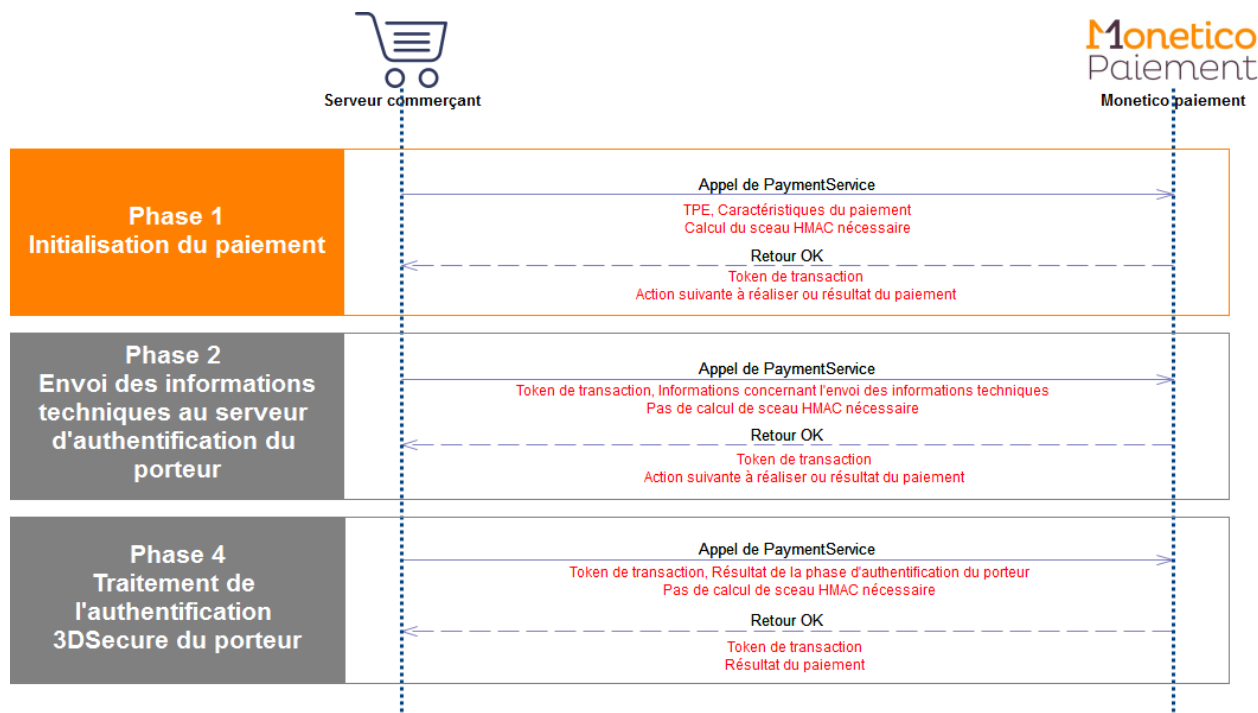 Monetico
Paiement
Serveur commerçant
Monetico paiement
Phase 1
Initialisation du paiement
Appel de PaymentService
TPE, Caractéristiques du paiement
Calcul du sceau HMAC nécessaire
Retour OK
Token de transaction
Action suivante à réaliser ou résultat du paiement
Phase 2
Envoi des informations
techniques au serveur
d'authentification du
porteur
Appel de PaymentService
Token de transaction, Informations concernant l'envoi des informations techniques
Pas de calcul de sceau HMAC nécessaire
Retour OK
Token de transaction
Action suivante à réaliser ou résultat du paiement
Phase 4
Traitement de
l'authentification
3DSecure du porteur
Appel de PaymentService
Token de transaction, Résultat de la phase d'authentification du porteur
Pas de calcul de sceau HMAC nécessaire
Retour OK
Token de transaction
Résultat du paiement